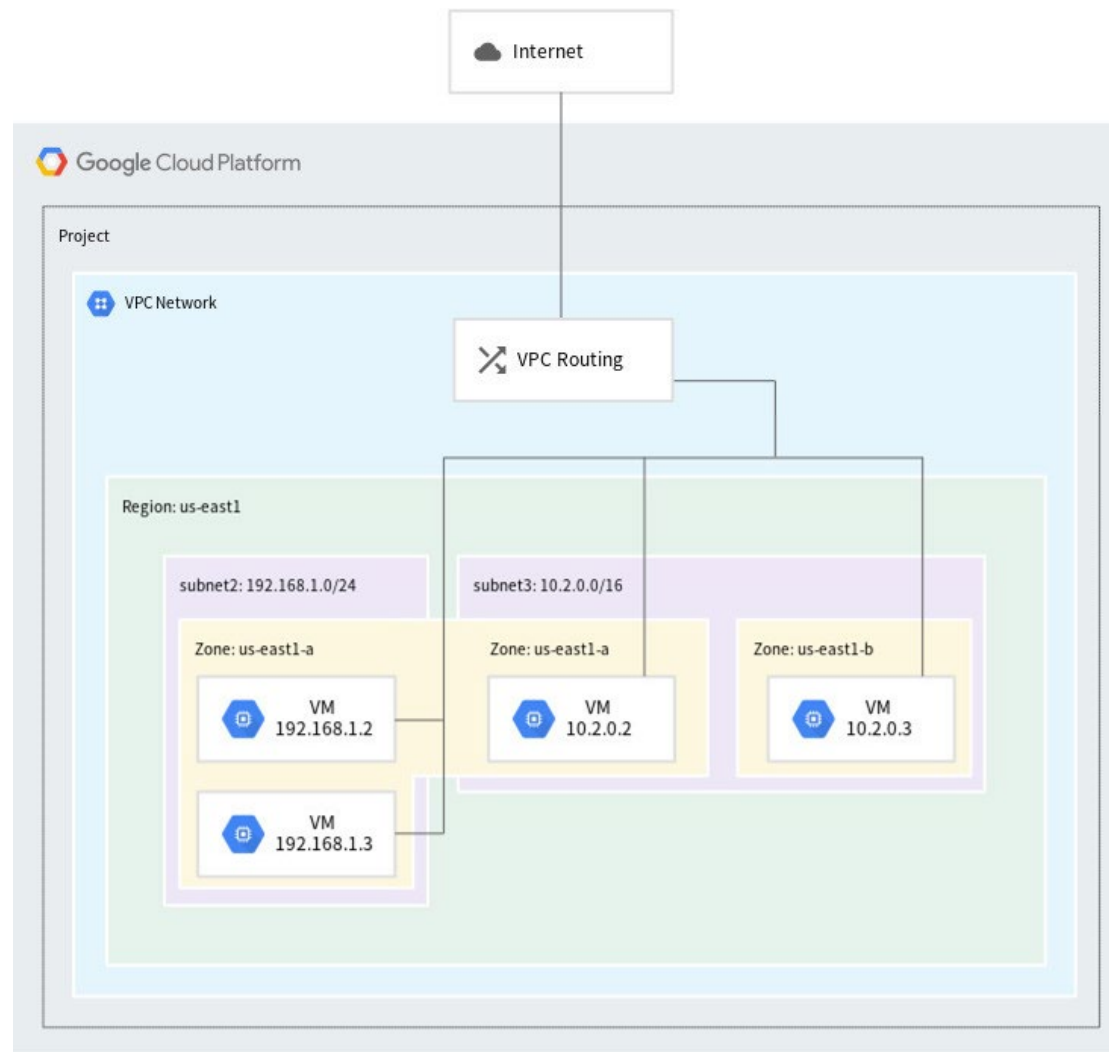 Internet
Google Cloud Platform
Project
VPC Network
VPC Routing
Region: us-east1
subnet2: 192.168.1.0/24
subnet3: 10.2.0.0/16
Zone: us-east1-a
Zone: us-east1-a
Zone: us-east1-b
VM
192.168.1.2
VM
10.2.0.2
VM
10.2.0.3
VM
192.168.1.3